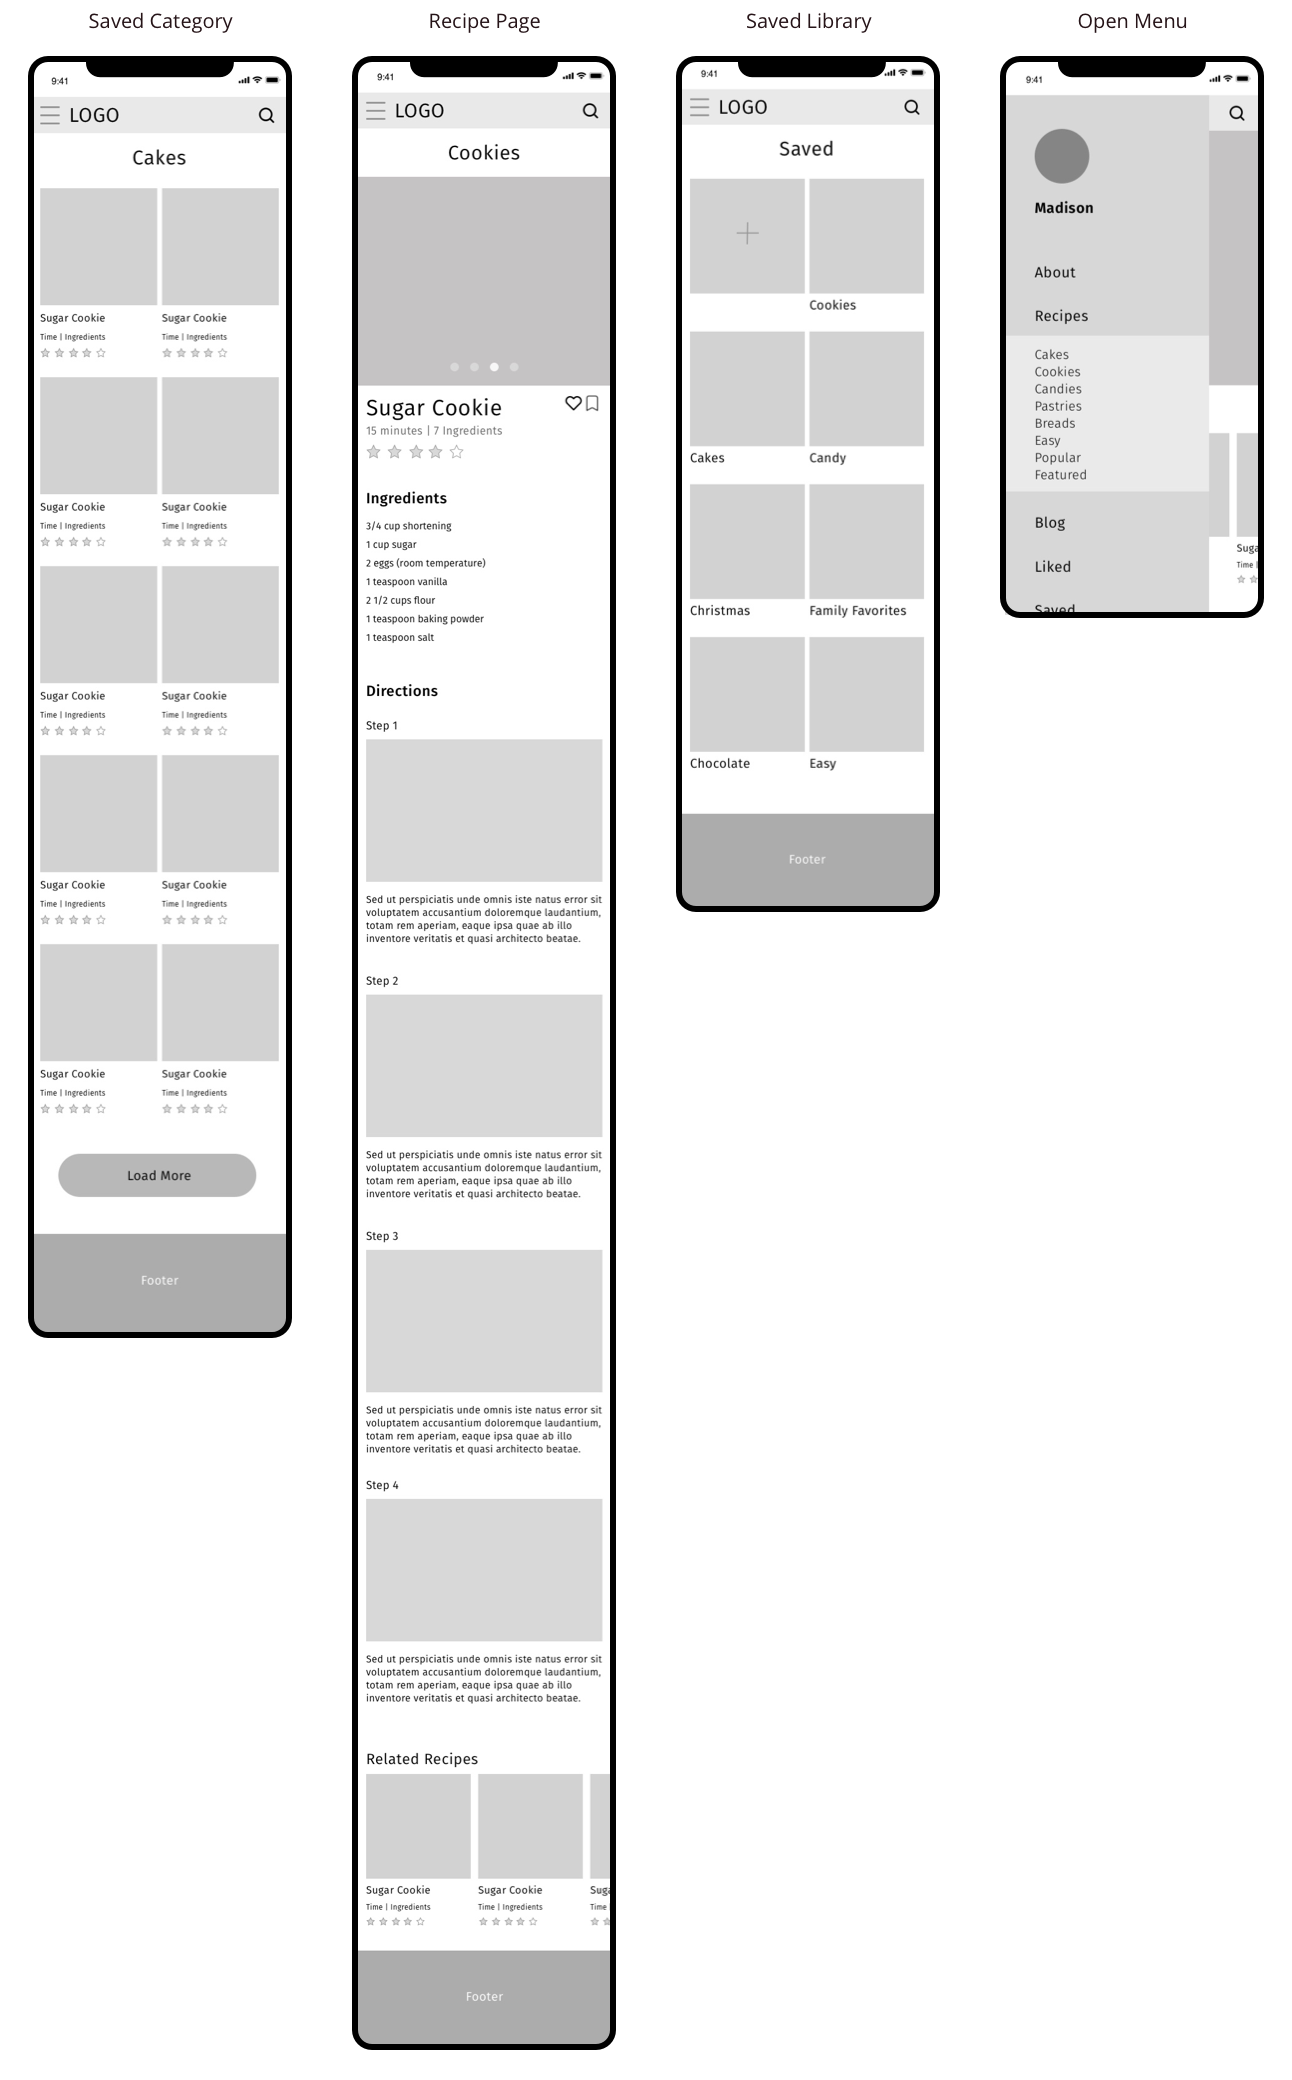 Saved Category
9:41
LOGO
Cakes
Sugar Cookie Sugar Cookie
Time | Ingredients Time | Ingredients
Sugar Cookie Sugar Cookie
Time | Ingredients Time | Ingredients
Sugar Cookie Sugar Cookie
Time | Ingredients Time | Ingredients
Sugar Cookie Sugar Cookie
Time | Ingredients Time | Ingredients
Sugar Cookie Sugar Cookie
Time | Ingredients Time | Ingredients
Load More
Footer
Recipe Page
9:41
LOGO
Cookies
Sugar Cookie
15 minutes | 7 Ingredients
Ingredients
3/4 cup shortening
1 cup sugar
2 eggs (room temperature)
1 teaspoon vanilla
2 1/2 cups flour
1 teaspoon baking powder
1 teaspoon salt
Directions
Step 1
Sed ut perspiciatis unde omnis iste natus error sit
voluptatem accusantium doloremque laudantium,
totam rem aperiam, eaque ipsa quae ab illo
inventore veritatis et quasi architecto beatae.
Step 2
Sed ut perspiciatis unde omnis iste natus error sit
voluptatem accusantium doloremque laudantium,
totam rem aperiam, eaque ipsa quae ab illo
inventore veritatis et quasi architecto beatae.
Step 3
Sed ut perspiciatis unde omnis iste natus error sit
voluptatem accusantium doloremque laudantium,
totam rem aperiam, eaque ipsa quae ab illo
inventore veritatis et quasi architecto beatae.
Step 4
Sed ut perspiciatis unde omnis iste natus error sit
voluptatem accusantium doloremque laudantium,
totam rem aperiam, eaque ipsa quae ab illo
inventore veritatis et quasi architecto beatae.
Related Recipes
Sugar Cookie Sugar Cookie Suga
Time | Ingredients Time | Ingredients Time |
Footer
Saved Library
9:41
LOGO
Saved
Cookies
Cakes Candy
Christmas Family Favorites
Chocolate Easy
Footer
Open Menu
9:41
Madison
About
Recipes
Cakes
Cookies
Candies
Pastries
Breads
Easy
Popular
Featured
Blog
Liked
Saved
Suga
Time |